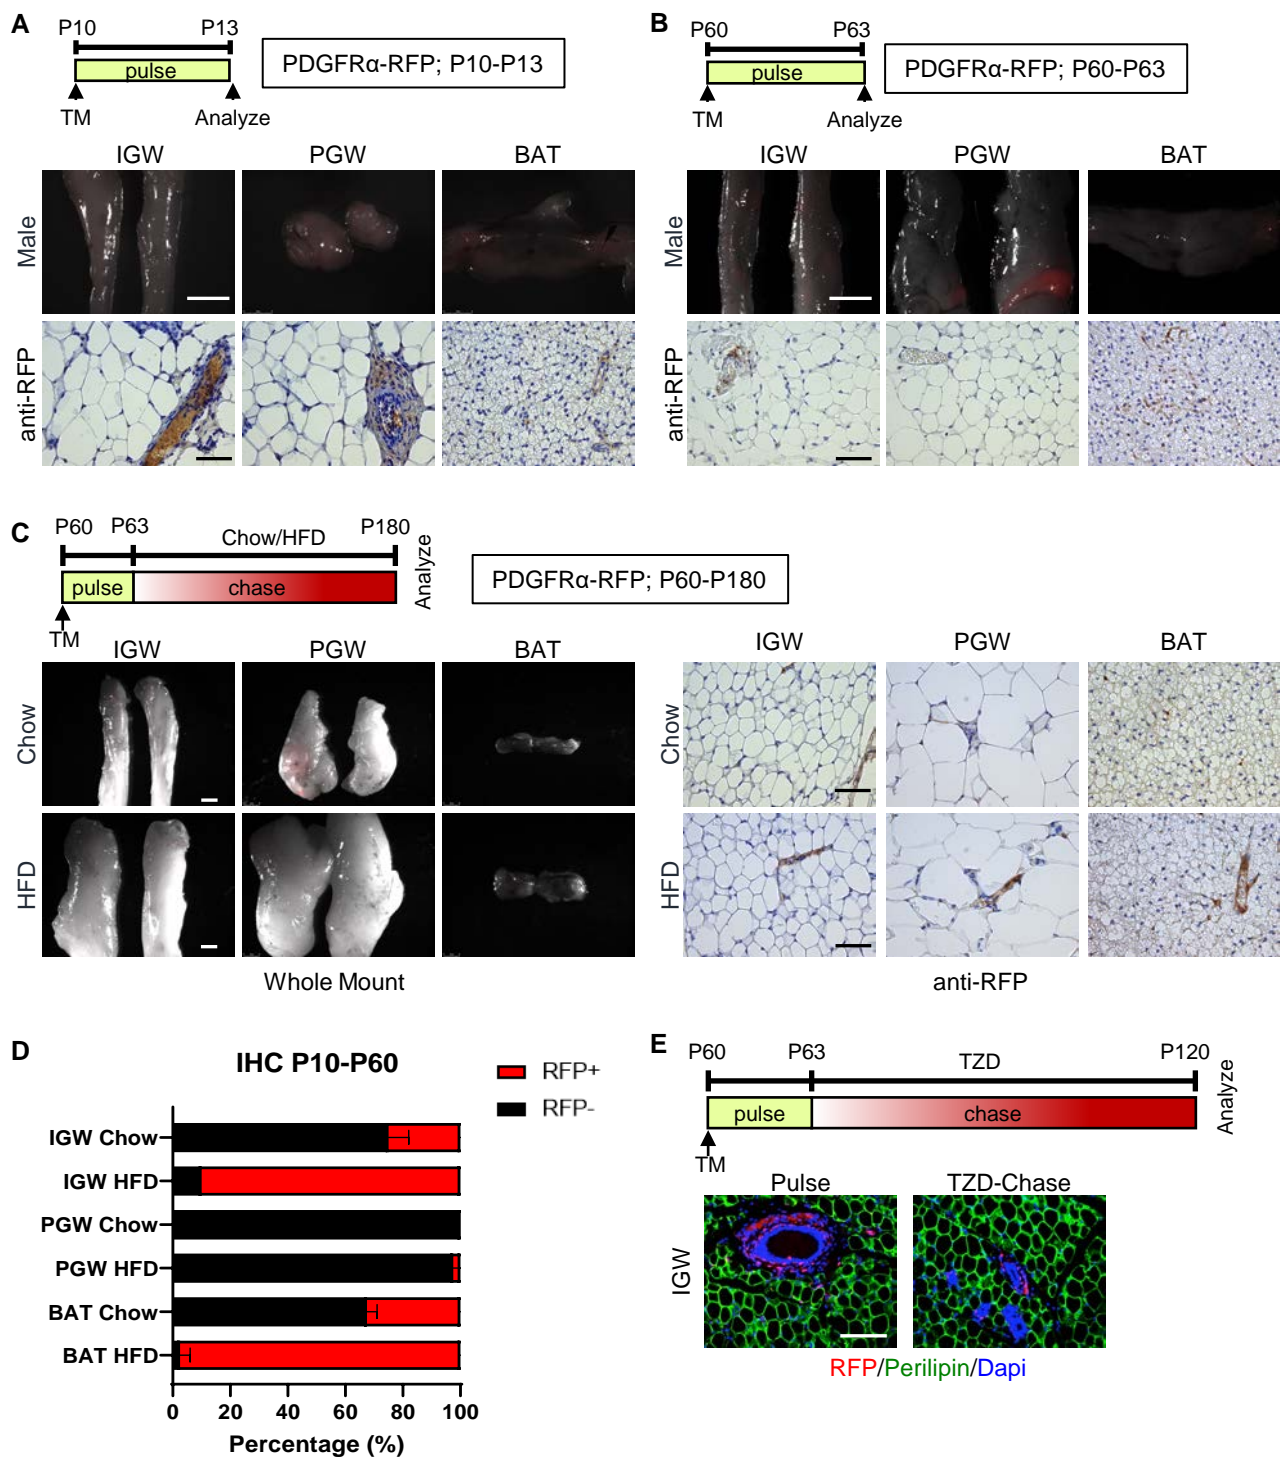 A
P10 P13
pulse
TM Analyze
PDGFRα-RFP; P10-P13
IGW PGW BAT
Male
anti-RFP
B
P60 P63
pulse
TM Analyze
PDGFRα-RFP; P60-P63
IGW PGW BAT
Male
anti-RFP
C
P60 P63 Chow/HFD P180
pulse chase
Analyze
TM
PDGFRα-RFP; P60-P180
IGW PGW BAT
Chow
HFD
Whole Mount
IGW PGW BAT
Chow
HFD
anti-RFP
D
IHC P10-P60
RFP+
RFP-
IGW Chow
IGW HFD
PGW Chow
PGW HFD
BAT Chow
BAT HFD
0 20 40 60 80 100
Percentage (%)
E
P60 P63 TZD P120
pulse chase
Analyze
TM
Pulse TZD-Chase
IGW
RFP/Perilipin/Dapi